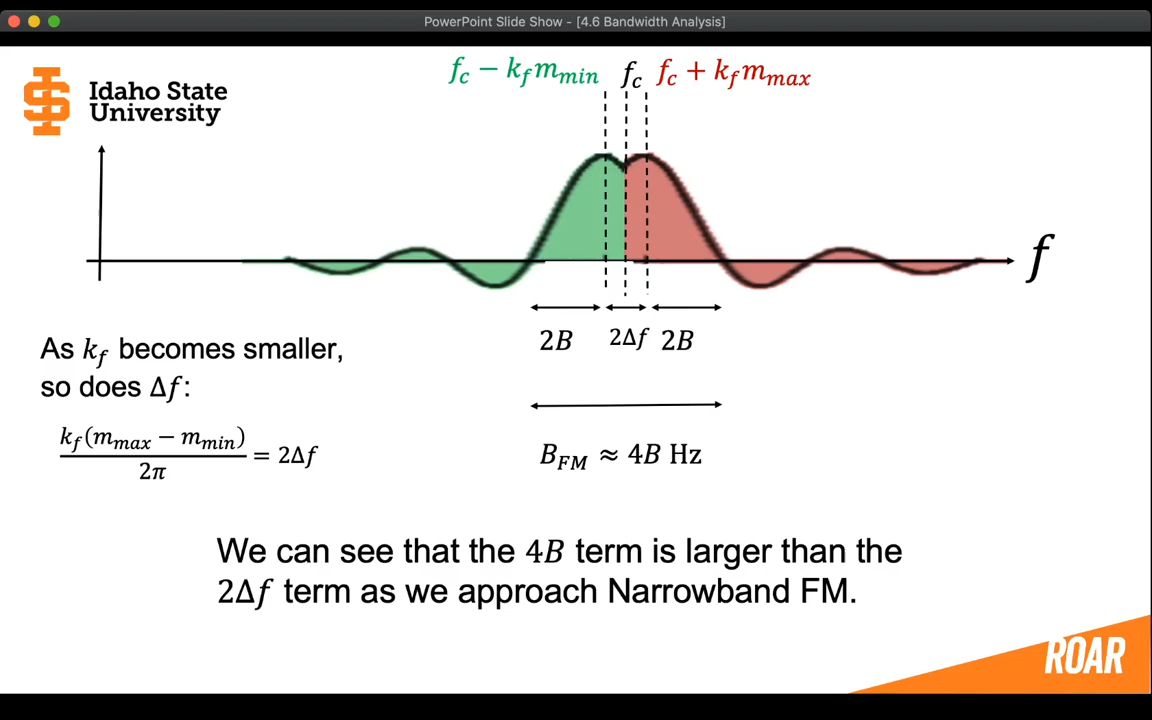 PowerPoint Slide Show - [4.6 Bandwidth Analysis]
Idaho State
University
f_c − k_f m_min f_c f_c + k_f m_max
f
2B 2Δf 2B
As k_f becomes smaller,
so does Δf:
k_f(m_max − m_min)
= 2Δf
2π
B_FM ≈ 4B Hz
We can see that the 4B term is larger than the
2Δf term as we approach Narrowband FM.
ROAR